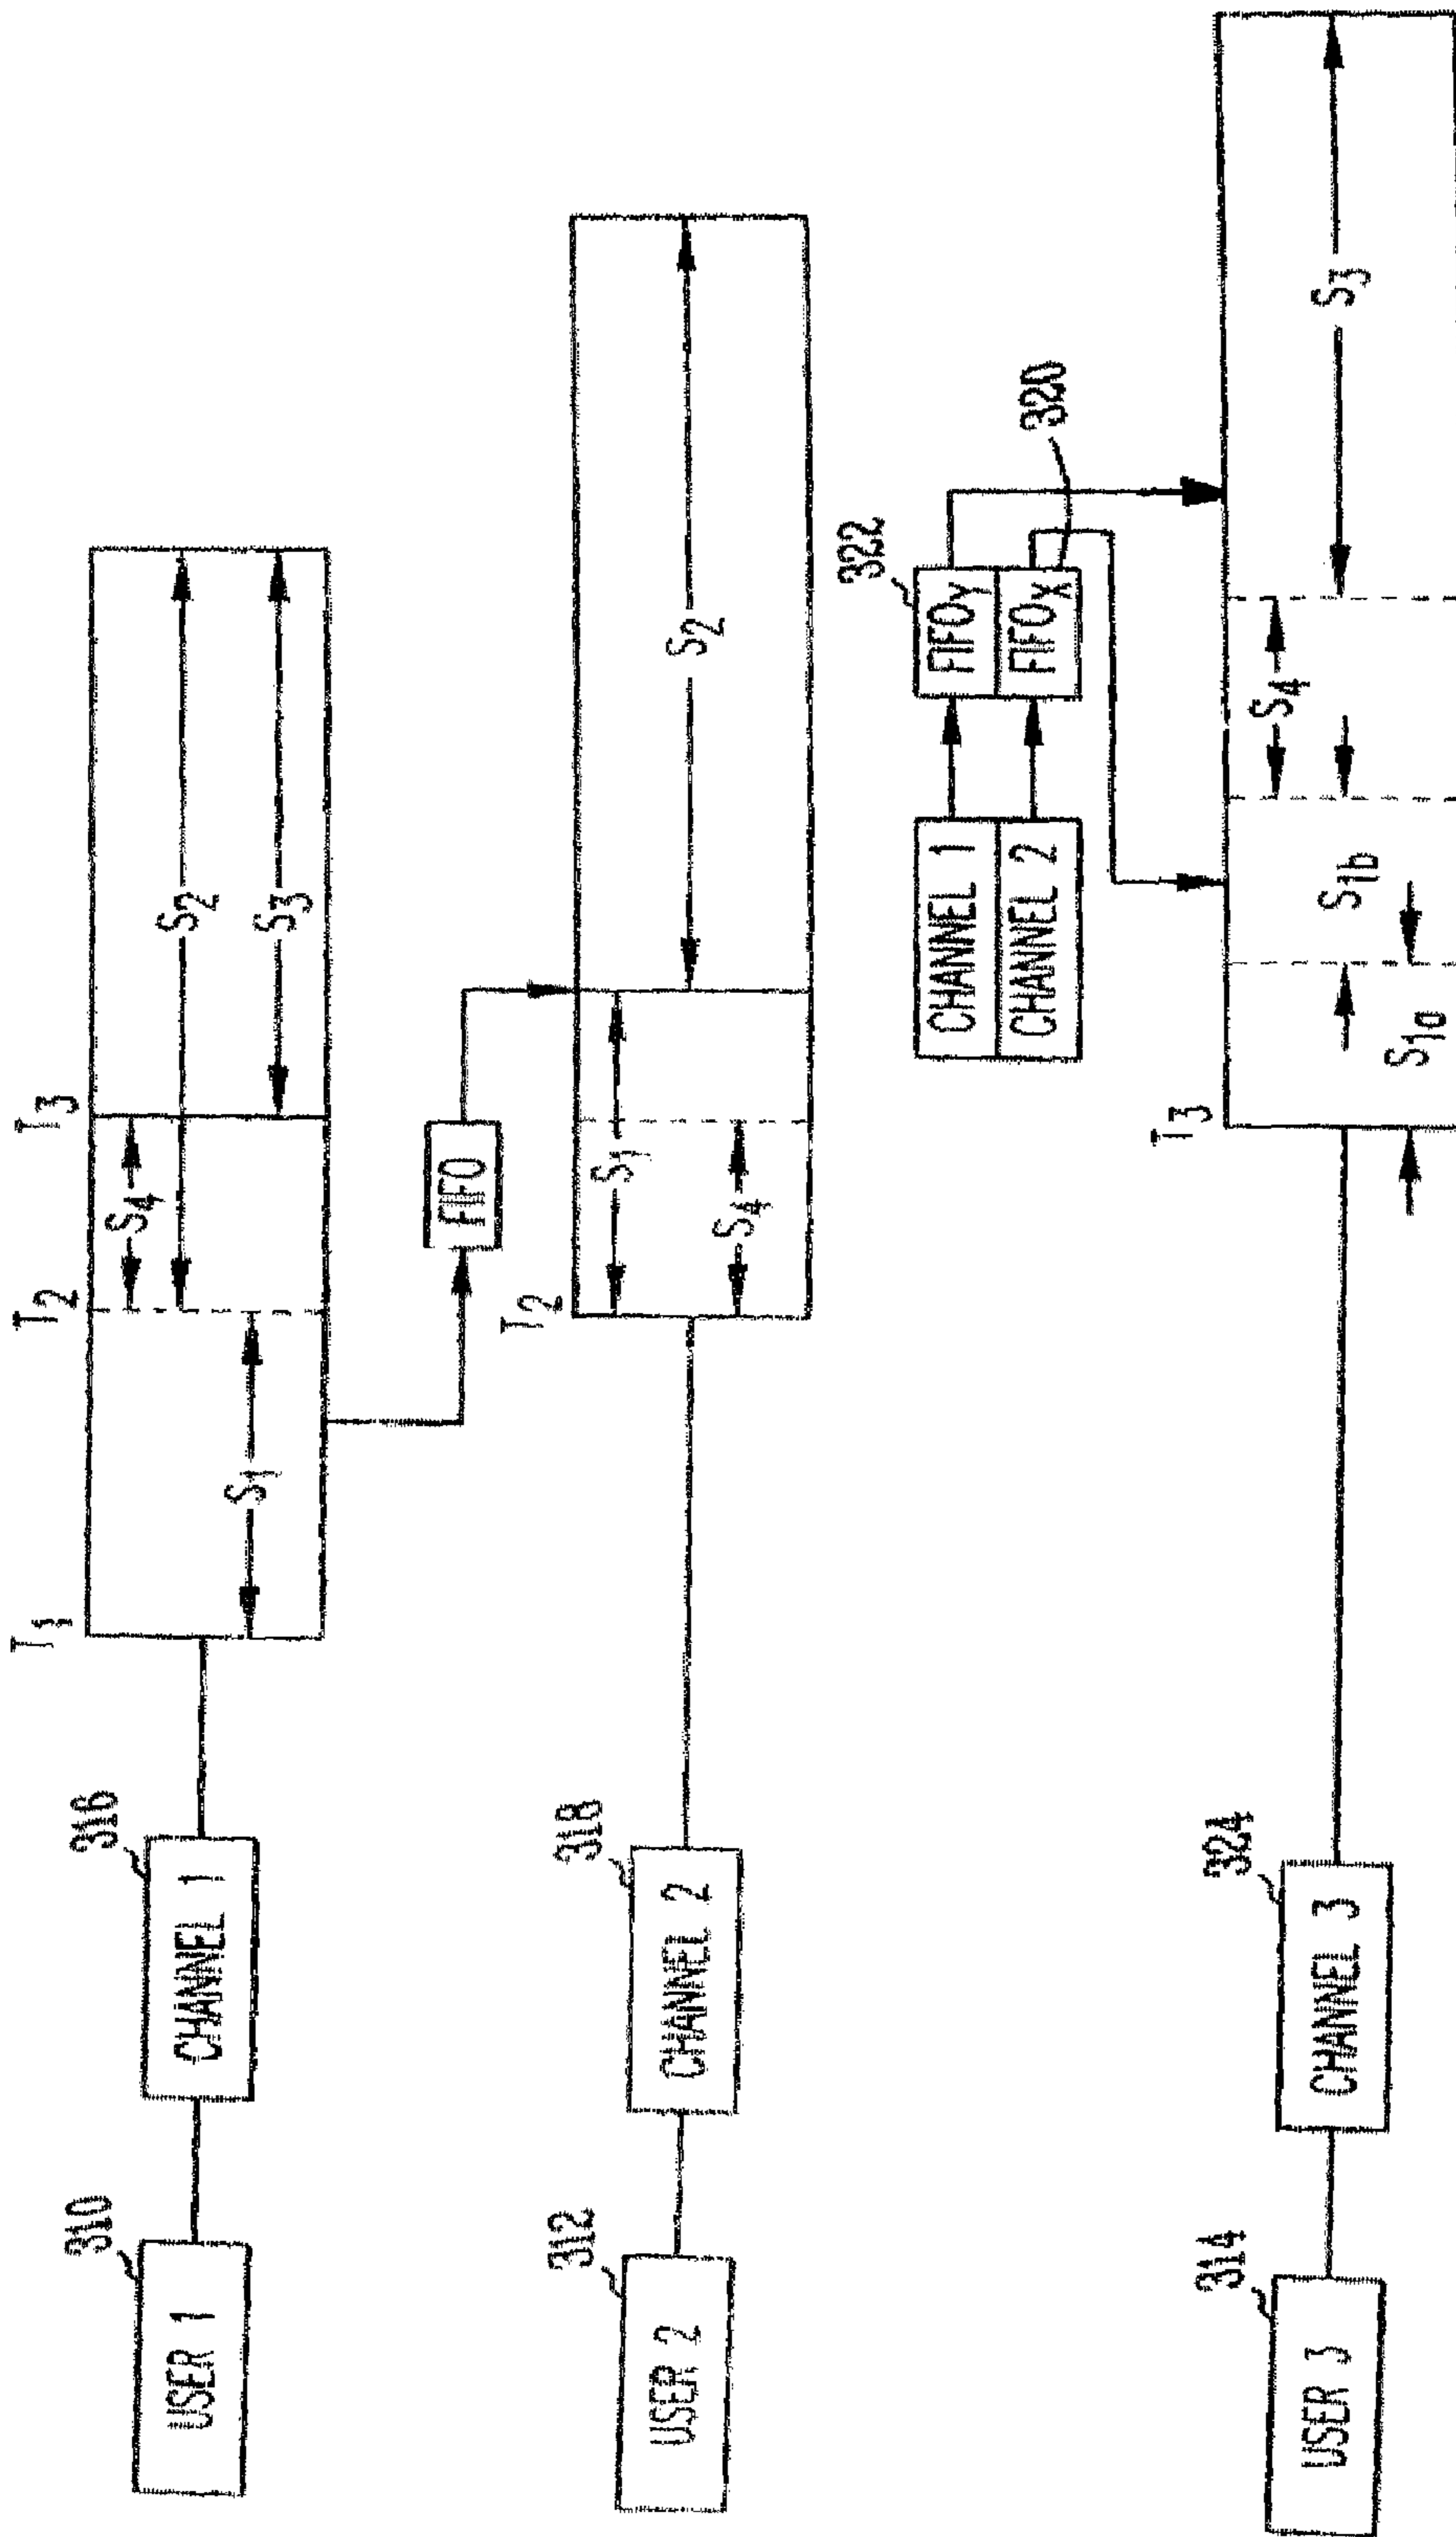 310
USER 1
316
CHANNEL 1
T1
T2
T3
S1
S4
S2
S3
FIFO
312
USER 2
318
CHANNEL 2
T2
S1
S4
S2
CHANNEL 1
CHANNEL 2
322
FIFOY
FIFOX
320
314
USER 3
324
CHANNEL 3
T3
S1a
S1b
S4
S3